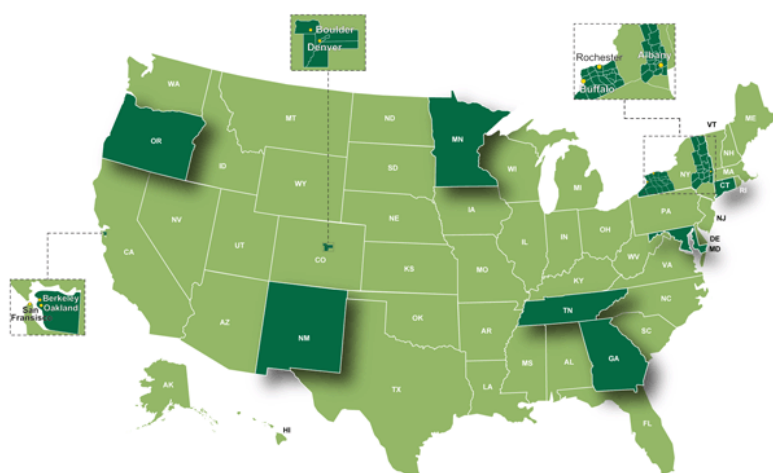 Boulder
Denver
Rochester
Albany
Buffalo
WA
OR
MT
ND
MN
VT
ME
NH
ID
SD
WI
NY
MA
WY
MI
CT
RI
IA
PA
NV
NE
NJ
IL
IN
OH
UT
CO
DE
MD
CA
WV
KS
MO
VA
KY
Berkeley
San
Oakland
Fransisco
NC
TN
OK
AZ
NM
AR
SC
MS
AL
GA
AK
TX
LA
HI
FL